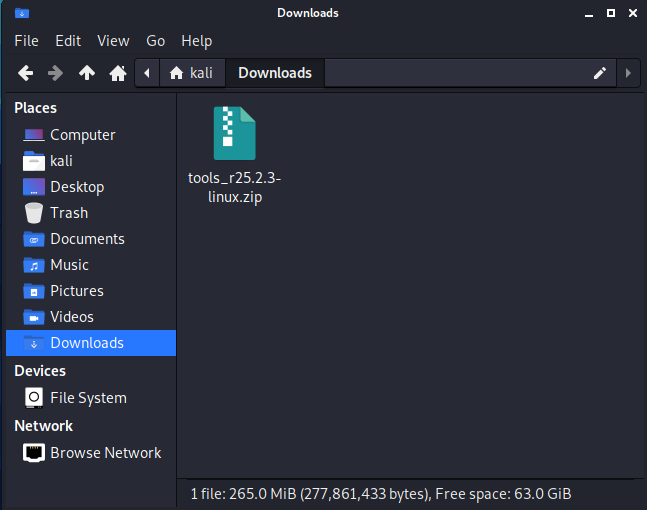 Downloads
File Edit View Go Help
kali Downloads
Places
Computer
kali
Desktop
Trash
Documents
Music
Pictures
Videos
Downloads
Devices
File System
Network
Browse Network
tools_r25.2.3-
linux.zip
1 file: 265.0 MiB (277,861,433 bytes), Free space: 63.0 GiB